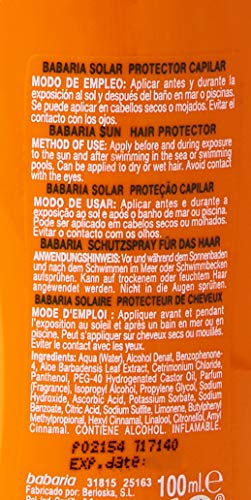 BABARIA SOLAR PROTECTOR CAPILAR
MODO DE EMPLEO: Aplicar antes y durante la
exposición al sol y después del baño en mar o piscinas.
Se puede aplicar en cabellos secos o mojados. Evitar el
contacto con los ojos.
BABARIA SUN HAIR PROTECTOR
METHOD OF USE: Apply before and during exposure
to the sun and after swimming in the sea or swimming
pools. Can be applied to dry or wet hair. Avoid contact
with the eyes.
BABARIA SOLAR PROTEÇÃO CAPILAR
MODO DE USAR: Aplicar antes e durante a
exposição ao sol e após o banho de mar ou piscina.
Pode ser aplicado em cabelos secos ou molhados.
Evitar o contato com os olhos.
BABARIA SCHUTZSPRAY FÜR DAS HAAR
ANWENDUNGSHINWEIS: Vor und während dem Sonnenbaden
und nach dem Schwimmen im Meer oder Schwimmbecken
aufsprühen. Kann auf trockenem oder feuchtem Haar
angewendet werden. Nicht in die Augen sprühen.
BABARIA SOLAIRE PROTECTEUR DE CHEVEUX
MODE D'EMPLOI: Appliquer avant et pendant
l'exposition au soleil et après un bain en mer ou en
piscine. Peut s'appliquer sur cheveux secs ou mouillés.
Eviter le contact avec les yeux.
Ingredients: Aqua (Water), Alcohol Denat, Benzophenone-
4, Aloe Barbadensis Leaf Extract, Cetrimonium Chloride,
Panthenol, PEG-40 Hydrogenated Castor Oil, Parfum
(Fragrance), Isopropyl Alcohol, Propylene Glycol, Sodium
Hydroxide, Ascorbic Acid, Potassium Sorbate, Sodium
Benzoate, Citric Acid, Sodium Sulfite, Limonene, Butylphenyl
Methylpropional, Hexyl Cinnamal, Linalool, Citronellol, Amyl
Cinnamal. CONTIENE ALCOHOL. INFLAMABLE.
P02154 717140
EXP.date:
babaria 31815 25163 100 ml e
Fabricado por: Berioska, S.L.